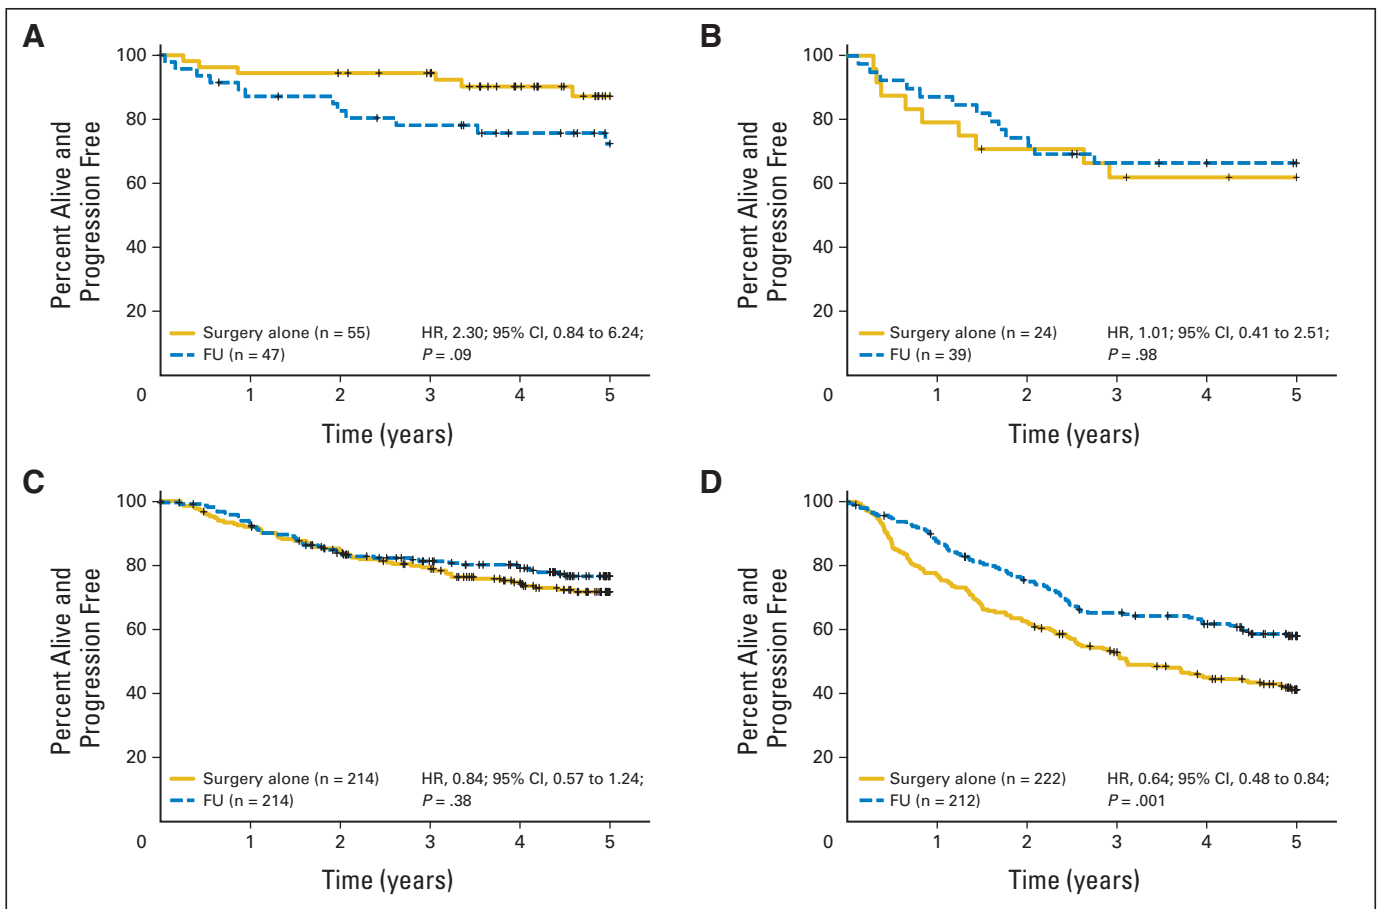 A
Percent Alive and
Progression Free
100
80
60
40
20
Surgery alone (n = 55)
FU (n = 47)
HR, 2.30; 95% CI, 0.84 to 6.24;
P = .09
0 1 2 3 4 5
Time (years)
B
Percent Alive and
Progression Free
100
80
60
40
20
Surgery alone (n = 24)
FU (n = 39)
HR, 1.01; 95% CI, 0.41 to 2.51;
P = .98
0 1 2 3 4 5
Time (years)
C
Percent Alive and
Progression Free
100
80
60
40
20
Surgery alone (n = 214)
FU (n = 214)
HR, 0.84; 95% CI, 0.57 to 1.24;
P = .38
0 1 2 3 4 5
Time (years)
D
Percent Alive and
Progression Free
100
80
60
40
20
Surgery alone (n = 222)
FU (n = 212)
HR, 0.64; 95% CI, 0.48 to 0.84;
P = .001
0 1 2 3 4 5
Time (years)